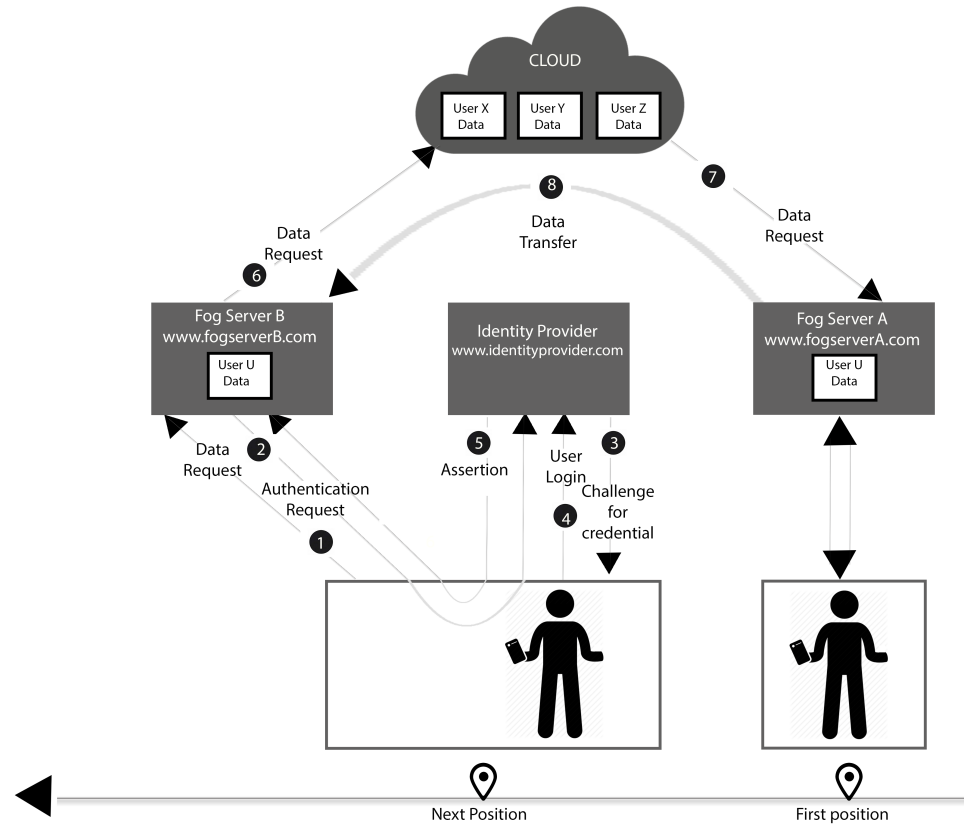 CLOUD
User X
Data
User Y
Data
User Z
Data
7
8
Data
Transfer
Data
Request
Data
Request
6
Fog Server B
www.fogserverB.com
User U
Data
Identity Provider
www.identityprovider.com
Fog Server A
www.fogserverA.com
User U
Data
Data
Request
2
Authentication
Request
1
5
Assertion
User
Login
4
3
Challenge
for
credential
Next Position
First position